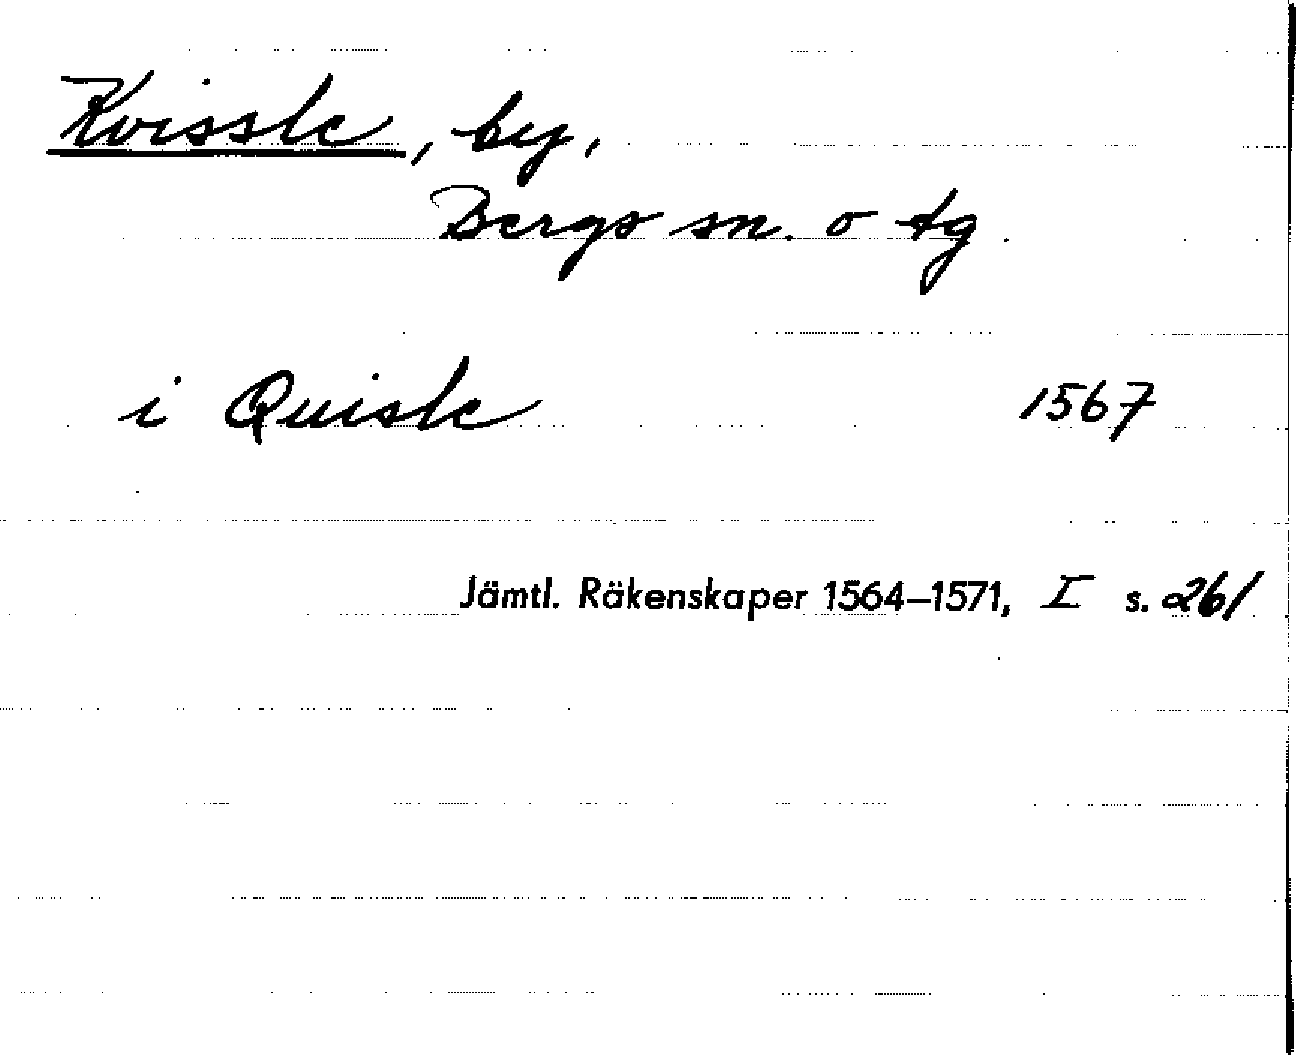 Kvissle, by,
Bergs sn. o tg.
i Quisle 1567
Jämtl. Räkenskaper 1564–1571, I s. 261